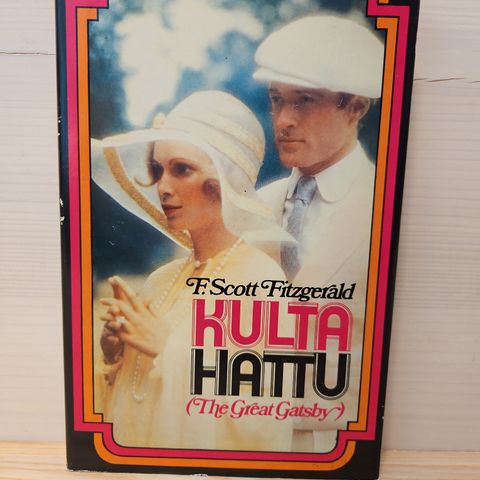 F. Scott Fitzgerald
KULTA
HATTU
(The Great Gatsby)